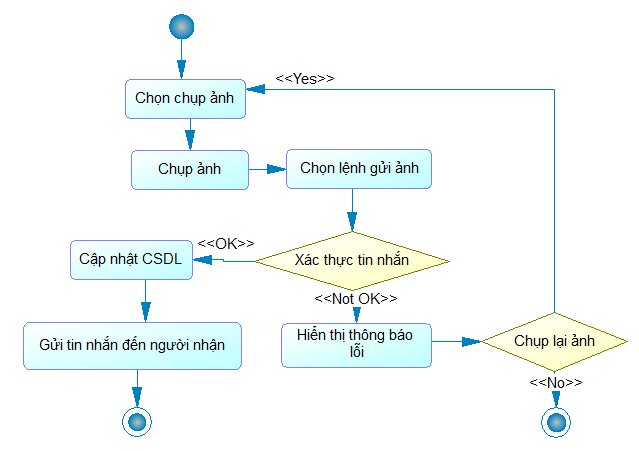 <<Yes>>
Chọn chụp ảnh
Chụp ảnh
Chọn lệnh gửi ảnh
<<OK>>
Cập nhật CSDL
Xác thực tin nhắn
<<Not OK>>
Gửi tin nhắn đến người nhận
Hiển thị thông báo
lỗi
Chụp lại ảnh
<<No>>